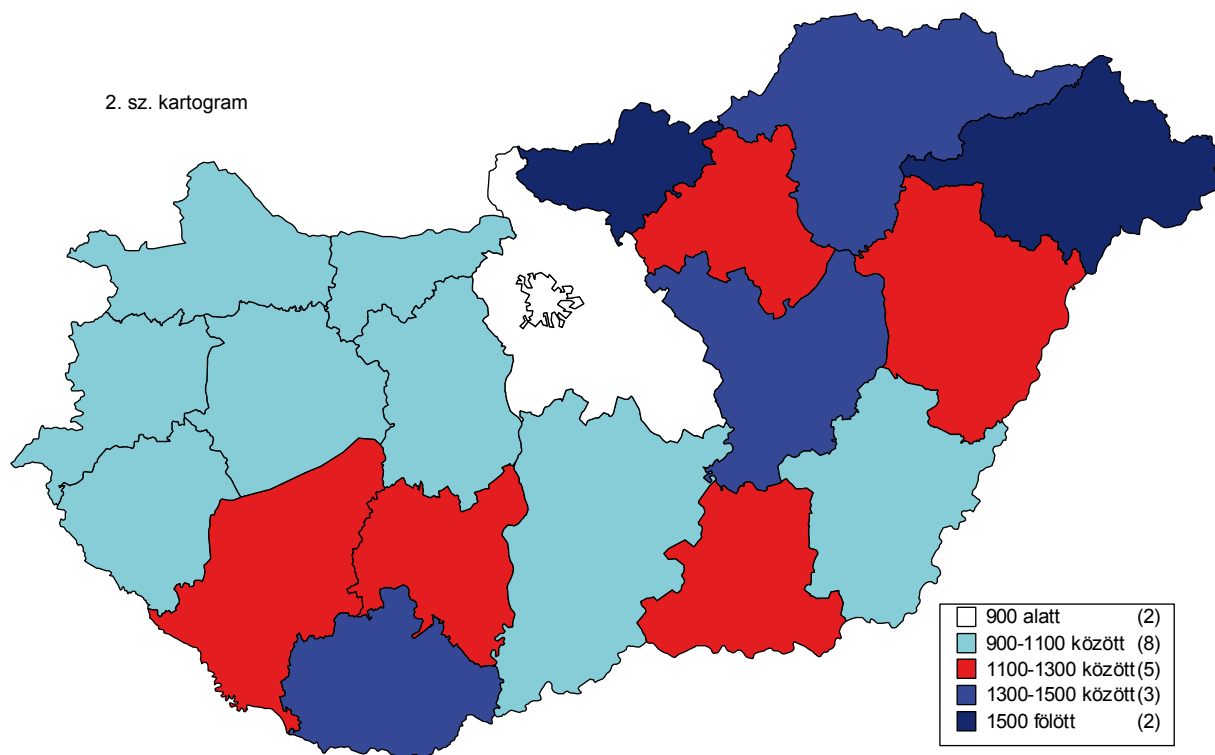 2. sz. kartogram
900 alatt (2)
900-1100 között (8)
1100-1300 között (5)
1300-1500 között (3)
1500 fölött (2)